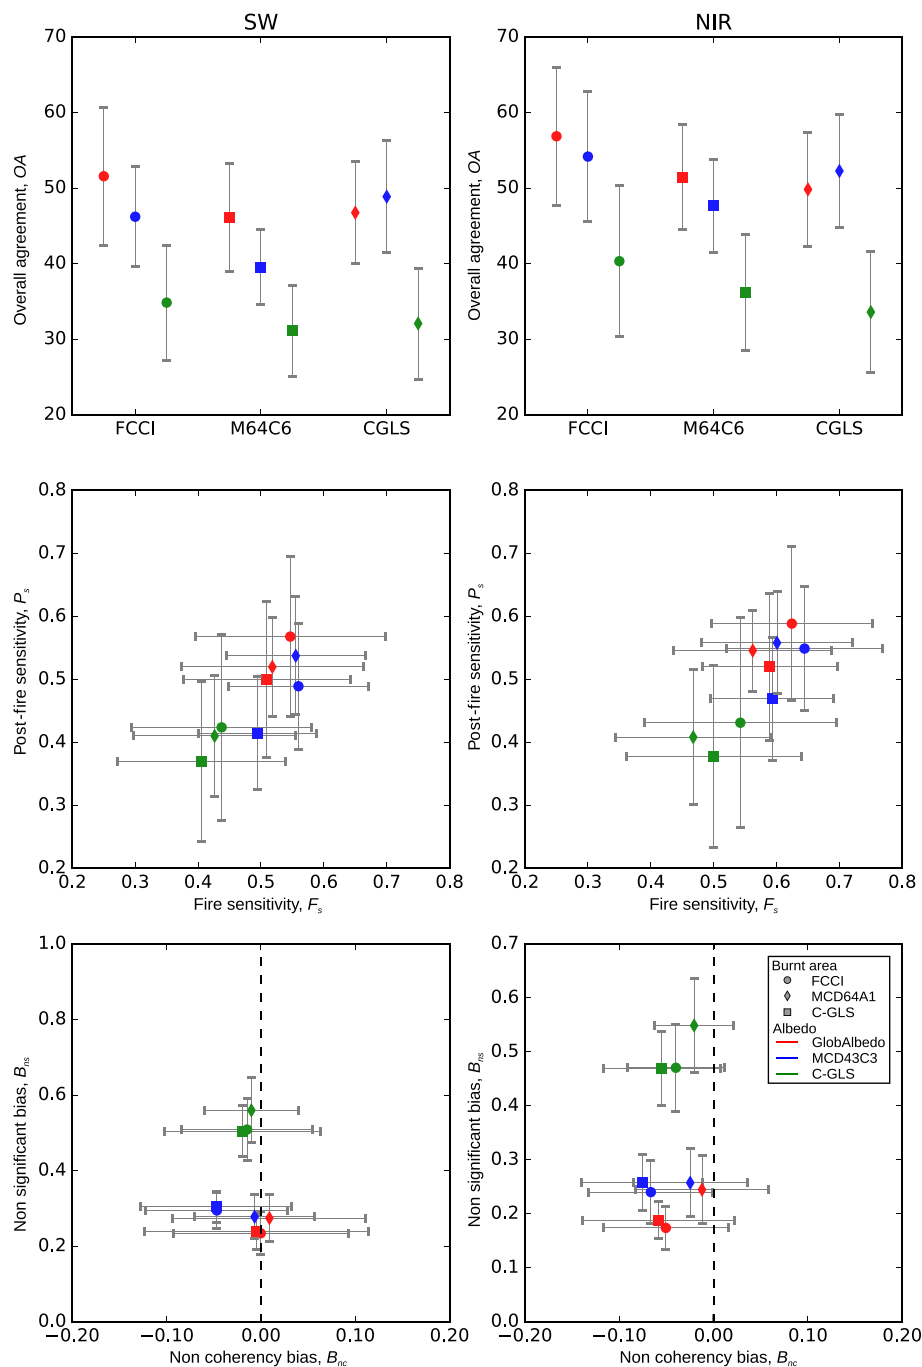 SW
NIR
70
60
50
40
30
20
Overall agreement, OA
FCCI
M64C6
CGLS
70
60
50
40
30
20
Overall agreement, OA
FCCI
M64C6
CGLS
0.8
0.7
0.6
0.5
0.4
0.3
0.2
Post-fire sensitivity, Ps
0.2 0.3 0.4 0.5 0.6 0.7 0.8
Fire sensitivity, Fs
0.8
0.7
0.6
0.5
0.4
0.3
0.2
Post-fire sensitivity, Ps
0.2 0.3 0.4 0.5 0.6 0.7 0.8
Fire sensitivity, Fs
1.0
0.8
0.6
0.4
0.2
0.0
Non significant bias, Bns
−0.20 −0.10 0.00 0.10 0.20
Non coherency bias, Bnc
0.7
0.6
0.5
0.4
0.3
0.2
0.1
0.0
Non significant bias, Bns
−0.20 −0.10 0.00 0.10 0.20
Non coherency bias, Bnc
Burnt area
FCCI
MCD64A1
C-GLS
Albedo
GlobAlbedo
MCD43C3
C-GLS